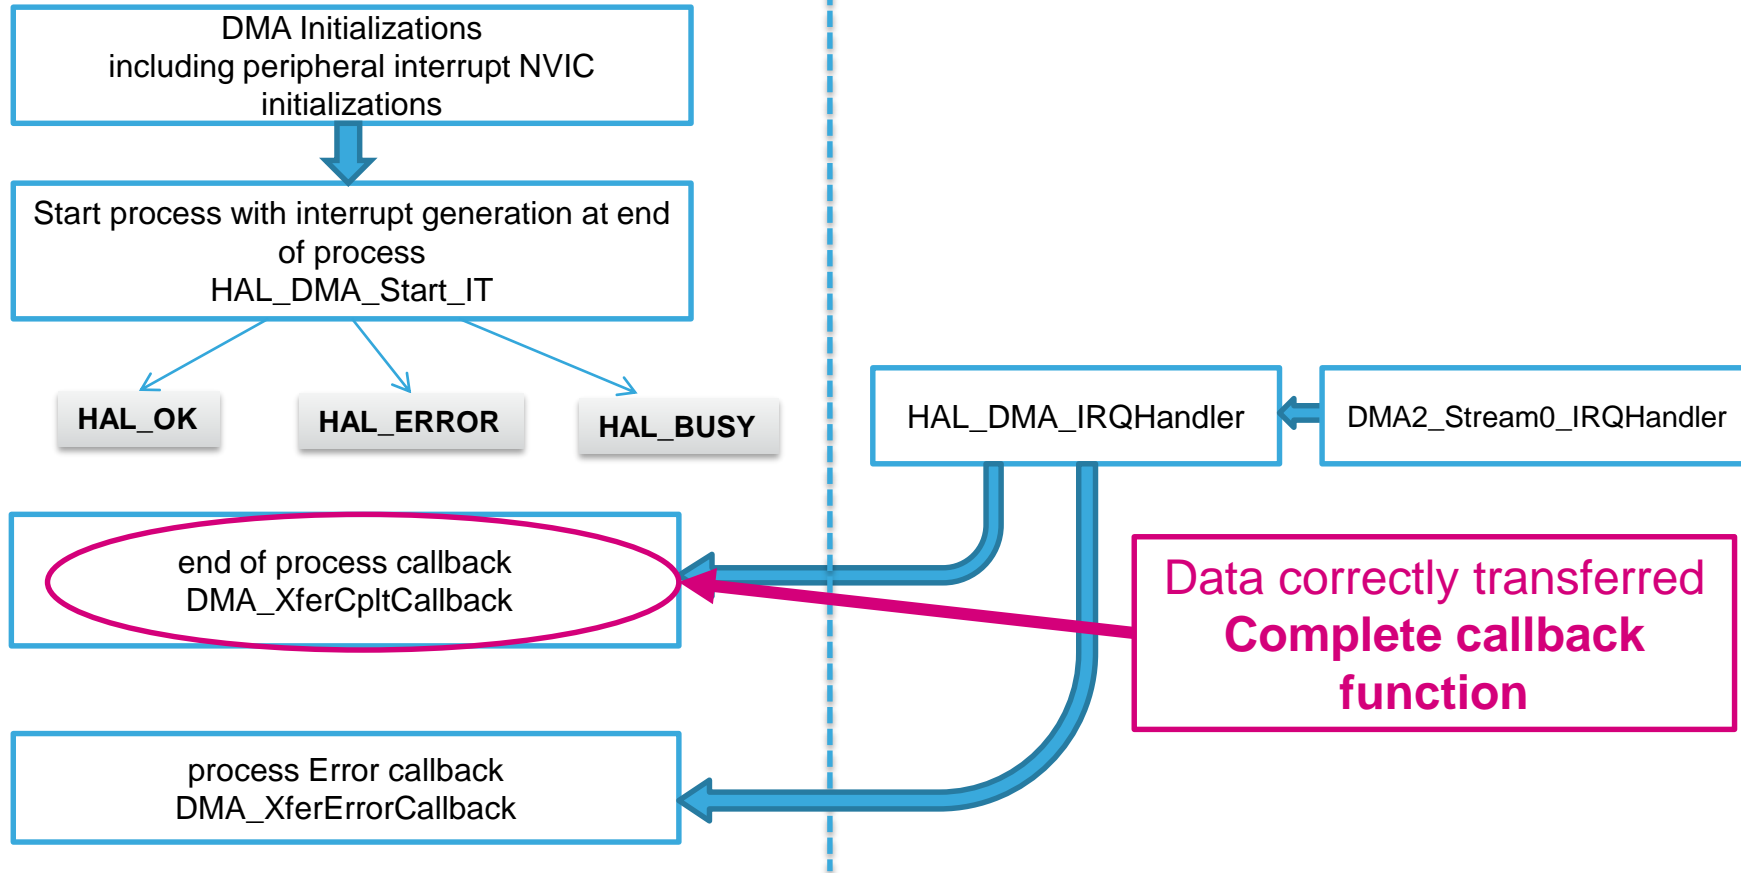 DMA Initializations
including peripheral interrupt NVIC
initializations
Start process with interrupt generation at end
of process
HAL_DMA_Start_IT
HAL_OK
HAL_ERROR
HAL_BUSY
HAL_DMA_IRQHandler
DMA2_Stream0_IRQHandler
end of process callback
DMA_XferCpltCallback
Data correctly transferred
Complete callback
function
process Error callback
DMA_XferErrorCallback